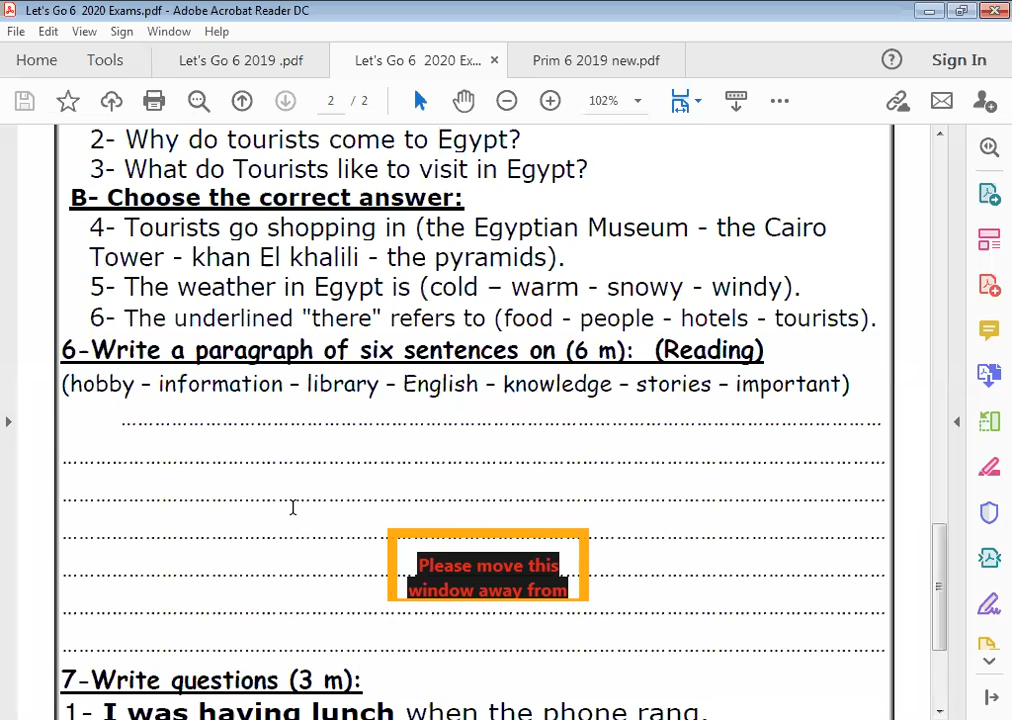 Let's Go 6  2020 Exams.pdf - Adobe Acrobat Reader DC
File Edit View Sign Window Help
Home Tools Let's Go 6 2019 .pdf Let's Go 6  2020 Ex... × Prim 6 2019 new.pdf ? Sign In
2 / 2 102%
2- Why do tourists come to Egypt?
3- What do Tourists like to visit in Egypt?
B- Choose the correct answer:
4- Tourists go shopping in (the Egyptian Museum - the Cairo
Tower - khan El khalili - the pyramids).
5- The weather in Egypt is (cold – warm - snowy - windy).
6- The underlined "there" refers to (food - people - hotels - tourists).
6-Write a paragraph of six sentences on (6 m):  (Reading)
(hobby – information – library – English – knowledge – stories – important)
Please move this
window away from
7-Write questions (3 m):
1- I was having lunch when the phone rang.